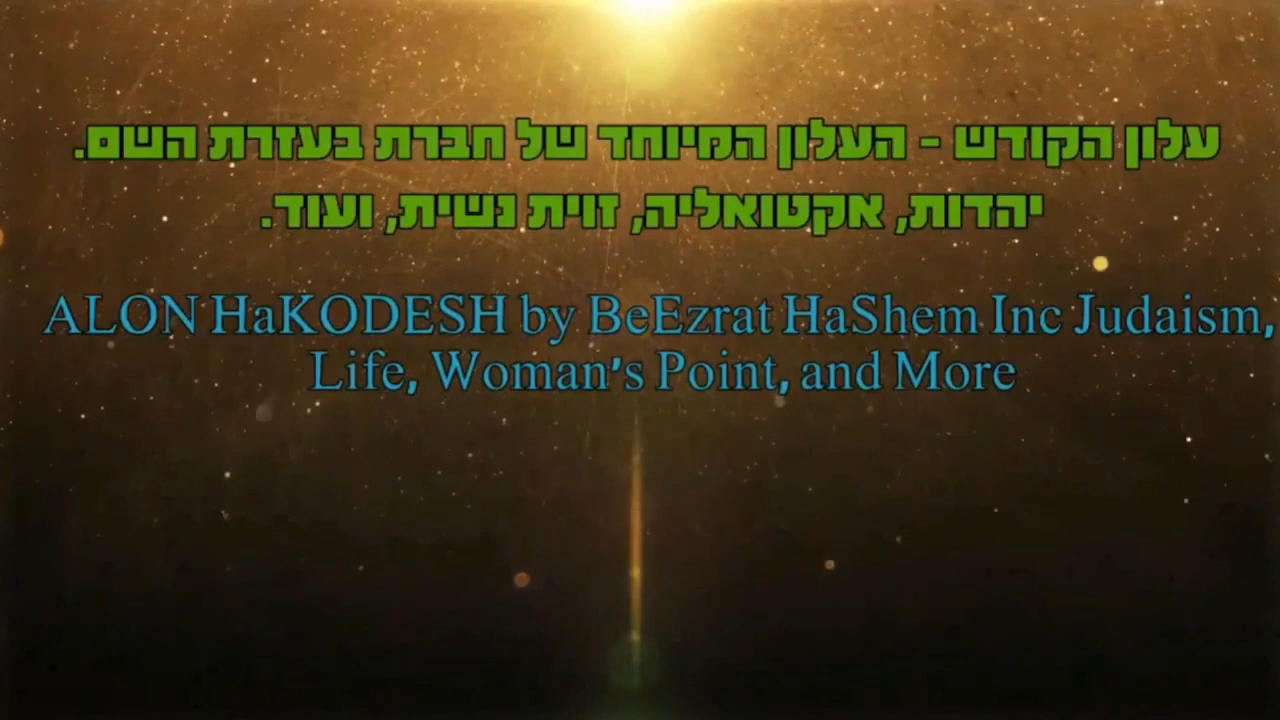 עלון הקודש - העלון המיוחד של חברת בעזרת השם.
יהדות, אקטואליה, זוית נשית, ועוד.
ALON HaKODESH by BeEzrat HaShem Inc Judaism,
Life, Woman's Point, and More